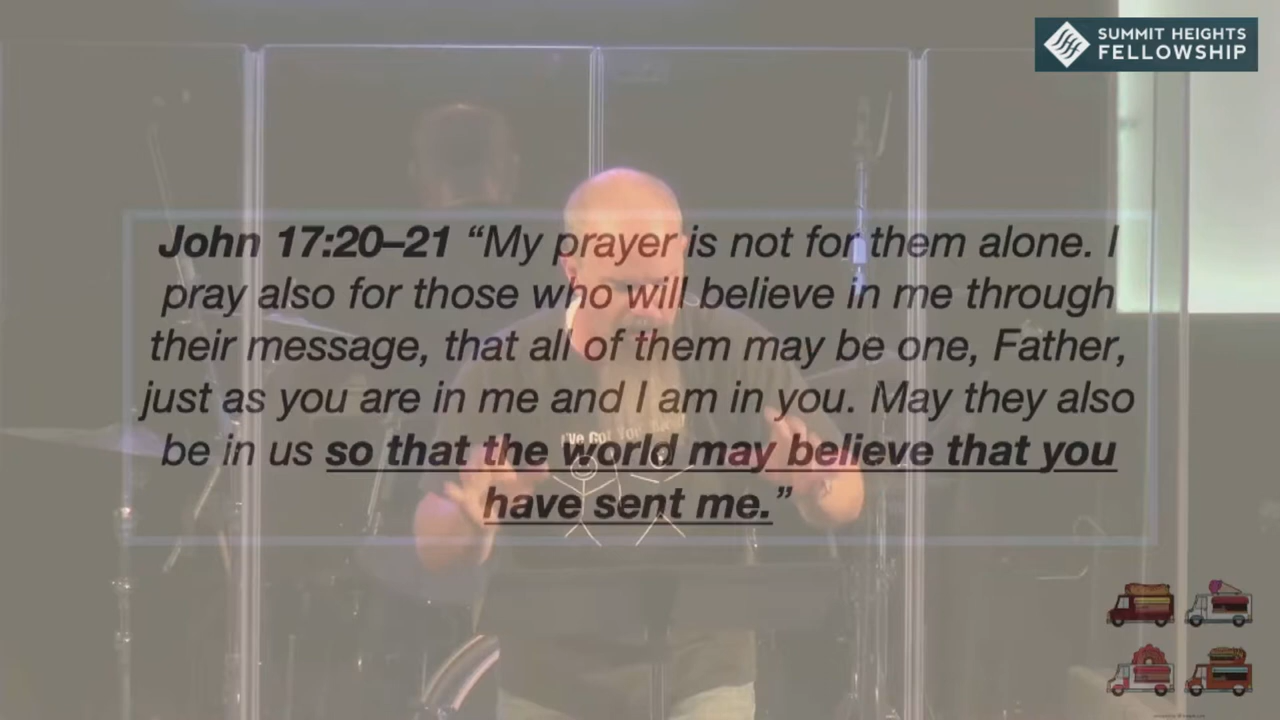 SUMMIT HEIGHTS
FELLOWSHIP
John 17:20–21 “My prayer is not for them alone. I
pray also for those who will believe in me through
their message, that all of them may be one, Father,
just as you are in me and I am in you. May they also
be in us so that the world may believe that you
have sent me.”
I've Got You